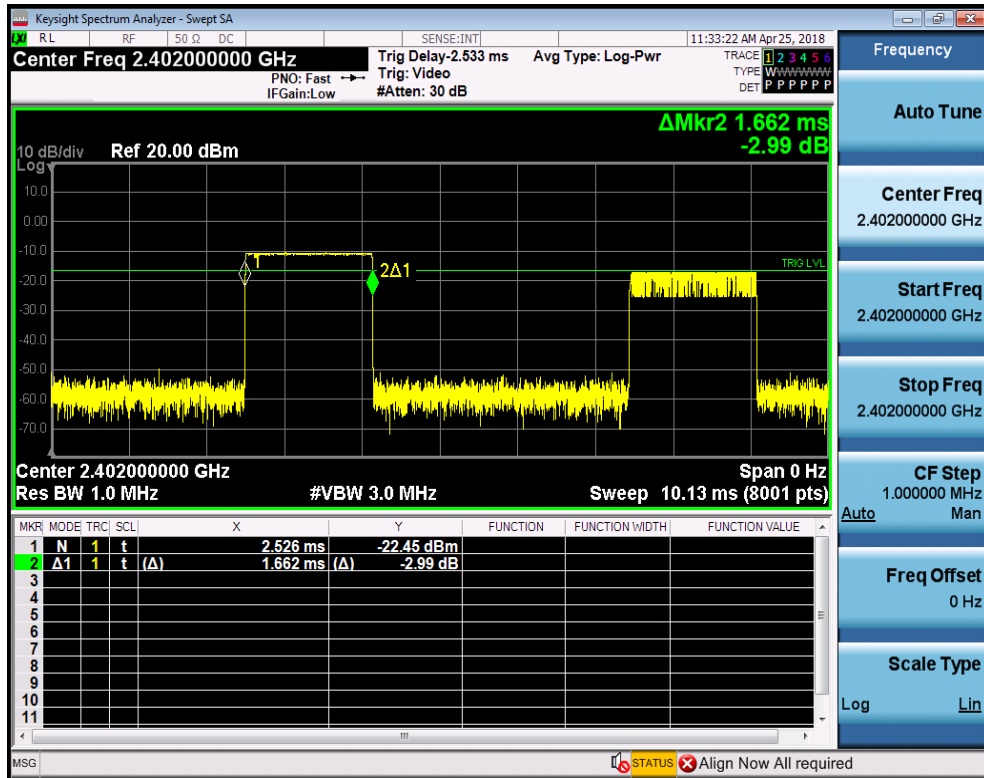 Keysight Spectrum Analyzer - Swept SA
LXI RL RF 50 Ω DC SENSE:INT 11:33:22 AM Apr 25, 2018
Center Freq 2.402000000 GHz
Trig Delay-2.533 ms Avg Type: Log-Pwr
PNO: Fast
IFGain:Low
Trig: Video
#Atten: 30 dB
TRACE 1 2 3 4 5 6
TYPE WWWWWW
DET P P P P P P
ΔMkr2 1.662 ms
-2.99 dB
10 dB/div Ref 20.00 dBm
Log
10.0
0.00
-10.0
-20.0
-30.0
-40.0
-50.0
-60.0
-70.0
2Δ1
TRIG LVL
Center 2.402000000 GHz Span 0 Hz
Res BW 1.0 MHz #VBW 3.0 MHz Sweep 10.13 ms (8001 pts)
MKR MODE TRC SCL X Y FUNCTION FUNCTION WIDTH FUNCTION VALUE
1 N 1 t 2.526 ms -22.45 dBm
2 Δ1 1 t (Δ) 1.662 ms (Δ) -2.99 dB
3
4
5
6
7
8
9
10
11
MSG STATUS Align Now All required
Frequency
Auto Tune
Center Freq
2.402000000 GHz
Start Freq
2.402000000 GHz
Stop Freq
2.402000000 GHz
CF Step
1.000000 MHz
Auto Man
Freq Offset
0 Hz
Scale Type
Log Lin